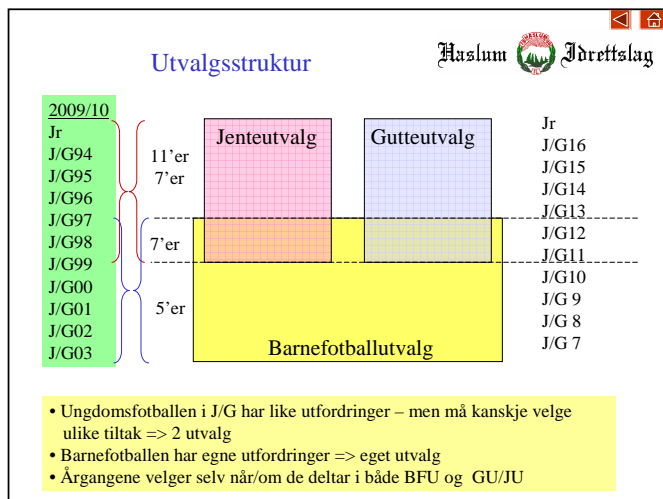 Utvalgsstruktur
Haslum Idrettslag
2009/10
Jr
J/G94
J/G95
J/G96
J/G97
J/G98
J/G99
J/G00
J/G01
J/G02
J/G03
11'er
7'er
7'er
5'er
Jenteutvalg
Gutteutvalg
Barnefotballutvalg
Jr
J/G16
J/G15
J/G14
J/G13
J/G12
J/G11
J/G10
J/G 9
J/G 8
J/G 7
• Ungdomsfotballen i J/G har like utfordringer – men må kanskje velge
ulike tiltak => 2 utvalg
• Barnefotballen har egne utfordringer => eget utvalg
• Årgangene velger selv når/om de deltar i både BFU og GU/JU